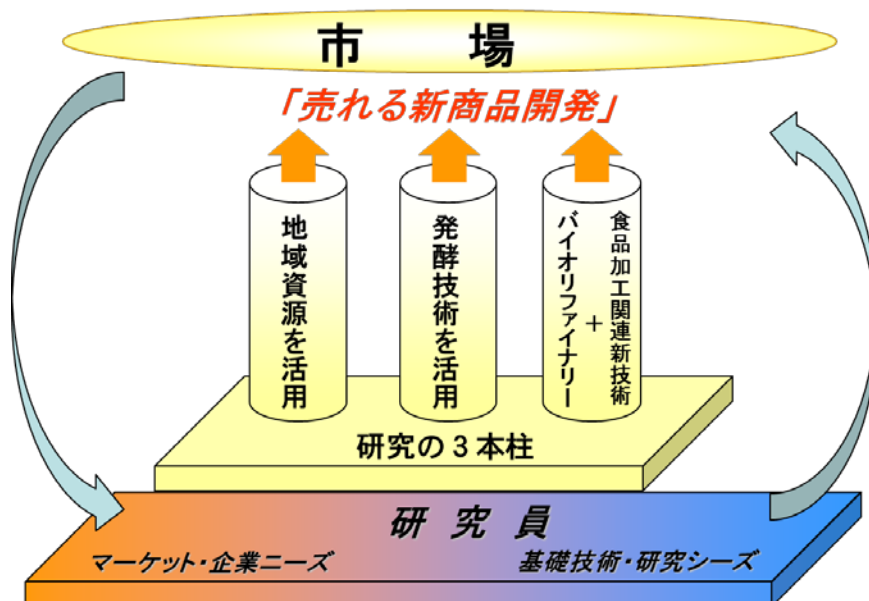 市　場
「売れる新商品開発」
地域資源を活用
発酵技術を活用
食品加工関連新技術
＋
バイオリファイナリー
研究の３本柱
研究員
マーケット・企業ニーズ
基礎技術・研究シーズ